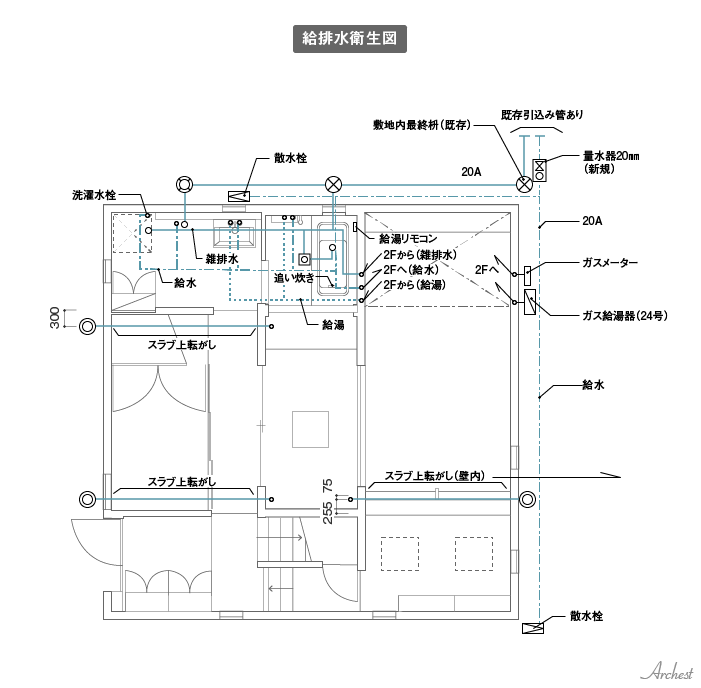 給排水衛生図
既存引込み管あり
敷地内最終枡(既存)
量水器20㎜
(新規)
散水栓
20A
洗濯水栓
20A
給湯リモコン
雑排水
2Fから(雑排水)
2Fへ(給水)
2Fから(給湯)
2Fへ
ガスメーター
追い炊き
給水
300
給湯
ガス給湯器(24号)
スラブ上転がし
給水
スラブ上転がし
スラブ上転がし(壁内)
75
255
散水栓
Archest